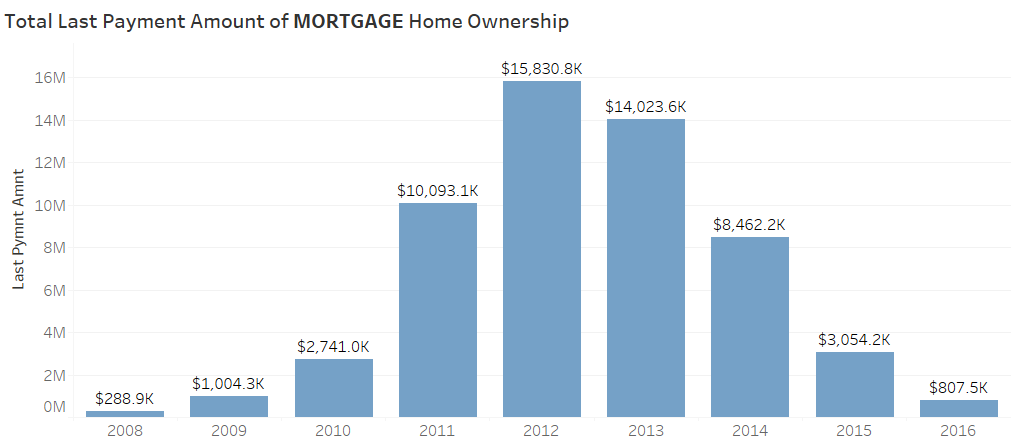 Total Last Payment Amount of MORTGAGE Home Ownership
Last Pymnt Amnt
16M
14M
12M
10M
8M
6M
4M
2M
0M
$288.9K
$1,004.3K
$2,741.0K
$10,093.1K
$15,830.8K
$14,023.6K
$8,462.2K
$3,054.2K
$807.5K
2008 2009 2010 2011 2012 2013 2014 2015 2016